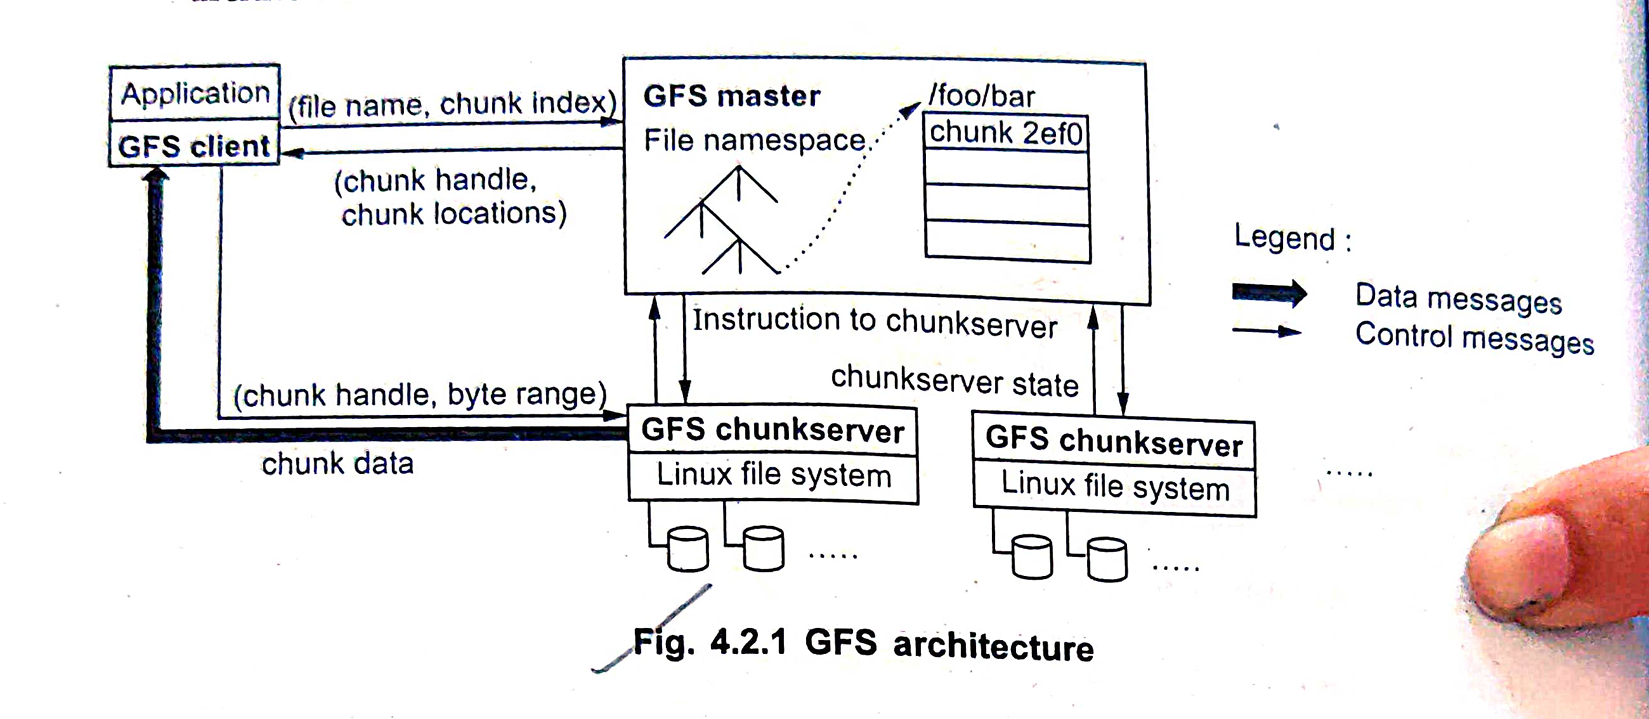 Application
GFS client
(file name, chunk index)
(chunk handle,
chunk locations)
GFS master
File namespace
/foo/bar
chunk 2ef0
Legend :
Data messages
Control messages
Instruction to chunkserver
chunkserver state
(chunk handle, byte range)
chunk data
GFS chunkserver
Linux file system
.....
GFS chunkserver
Linux file system
.....
.....
Fig. 4.2.1 GFS architecture